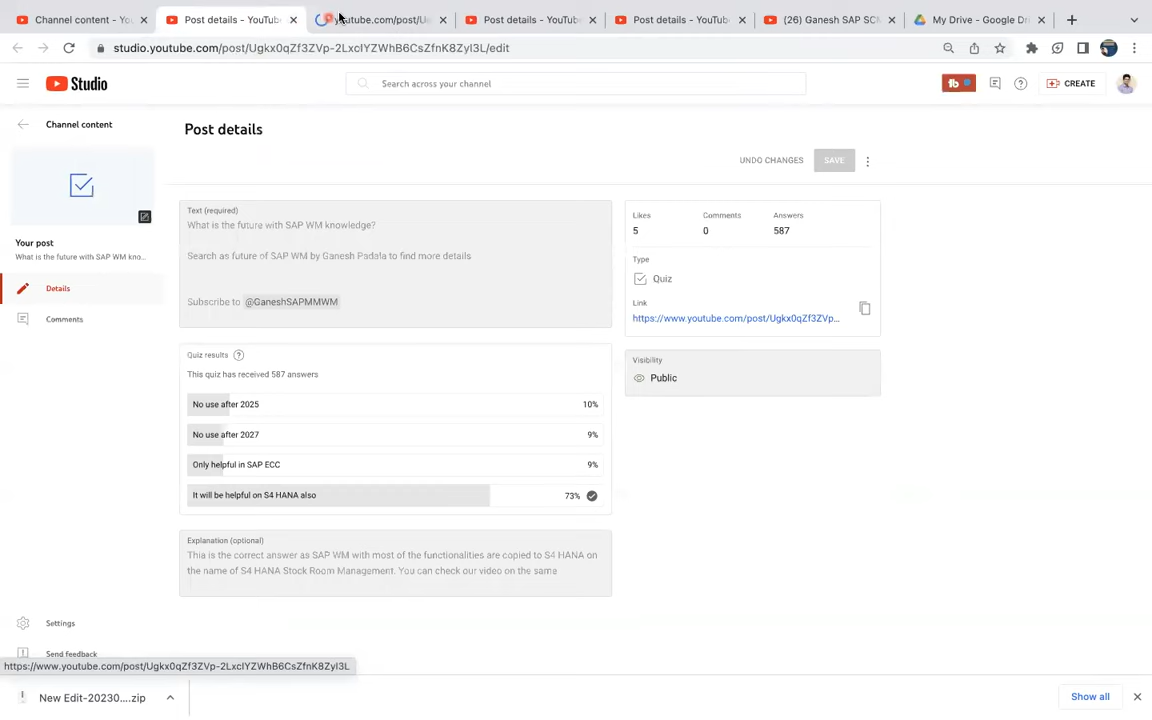 Content details - YouTu
Post details - YouTube
youtube.com/post/U
Post details - YouTub
Post details - YouTub
(26) Ganesh SAP SCM
My Drive - Google Dri
studio.youtube.com/post/Ugkx0qZf3ZVp-2LxcIYZWhB6CsZfnK8ZyI3L/edit
Studio
Search across your channel
CREATE
Channel content
Post details
UNDO CHANGES
SAVE
Text (required)
What is the future with SAP WM knowledge?
Search as future of SAP WM by Ganesh Padala to find more details
Subscribe to @GaneshSAPMMWM
Likes Comments Answers
5 0 587
Type
Quiz
Link
https://www.youtube.com/post/Ugkx0qZf3ZVp...
Your post
What is the future with SAP WM kno...
Details
Comments
Quiz results
This quiz has received 587 answers
No use after 2025 10%
No use after 2027 9%
Only helpful in SAP ECC 9%
It will be helpful on S4 HANA also 73%
Visibility
Public
Explanation (optional)
Thia is the correct answer as SAP WM with most of the functionalities are copied to S4 HANA on
the name of S4 HANA Stock Room Management. You can check our video on the same
Settings
Send feedback
https://www.youtube.com/post/Ugkx0qZf3ZVp-2LxcIYZWhB6CsZfnK8ZyI3L
New Edit-20230....zip
Show all